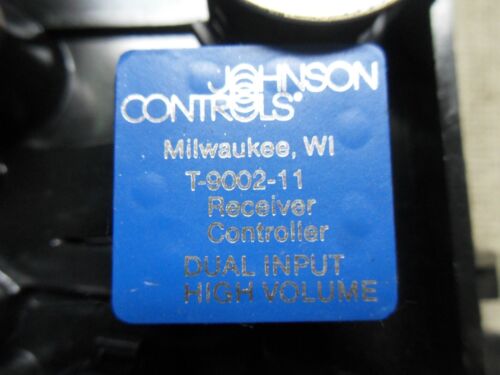 JOHNSON
CONTROLS®
Milwaukee, WI
T-9002-11
Receiver
Controller
DUAL INPUT
HIGH VOLUME